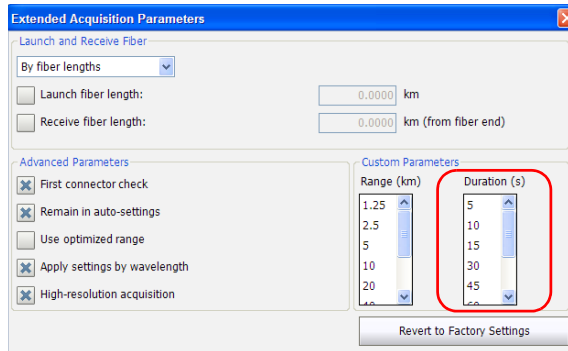 Extended Acquisition Parameters
Launch and Receive Fiber
By fiber lengths
Launch fiber length: 0.0000 km
Receive fiber length: 0.0000 km (from fiber end)
Advanced Parameters
First connector check
Remain in auto-settings
Use optimized range
Apply settings by wavelength
High-resolution acquisition
Custom Parameters
Range (km) Duration (s)
1.25 5
2.5 10
5 15
10 30
20 45
Revert to Factory Settings